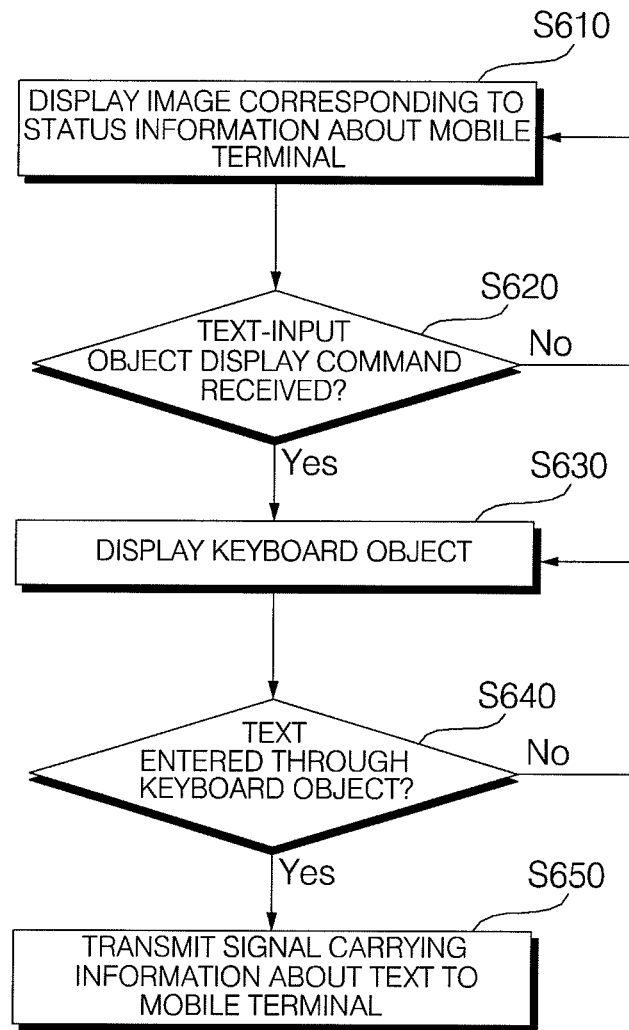 S610
DISPLAY IMAGE CORRESPONDING TO
STATUS INFORMATION ABOUT MOBILE
TERMINAL
S620
TEXT-INPUT
OBJECT DISPLAY COMMAND
RECEIVED?
No
Yes
S630
DISPLAY KEYBOARD OBJECT
S640
TEXT
ENTERED THROUGH
KEYBOARD OBJECT?
No
Yes
S650
TRANSMIT SIGNAL CARRYING
INFORMATION ABOUT TEXT TO
MOBILE TERMINAL